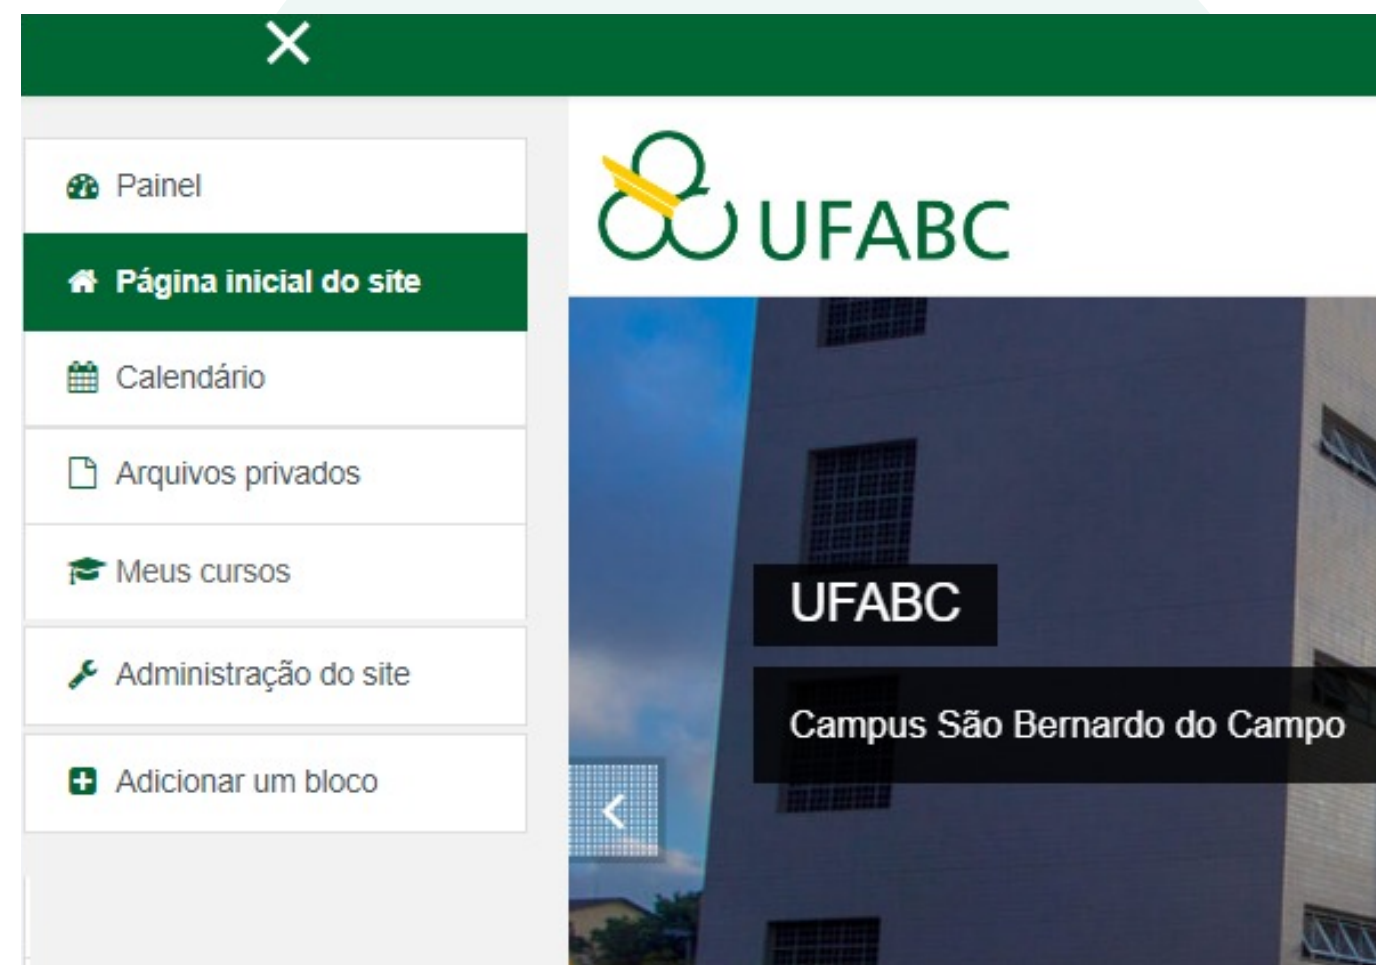 Painel
Página inicial do site
Calendário
Arquivos privados
Meus cursos
Administração do site
Adicionar um bloco
UFABC
UFABC
Campus São Bernardo do Campo